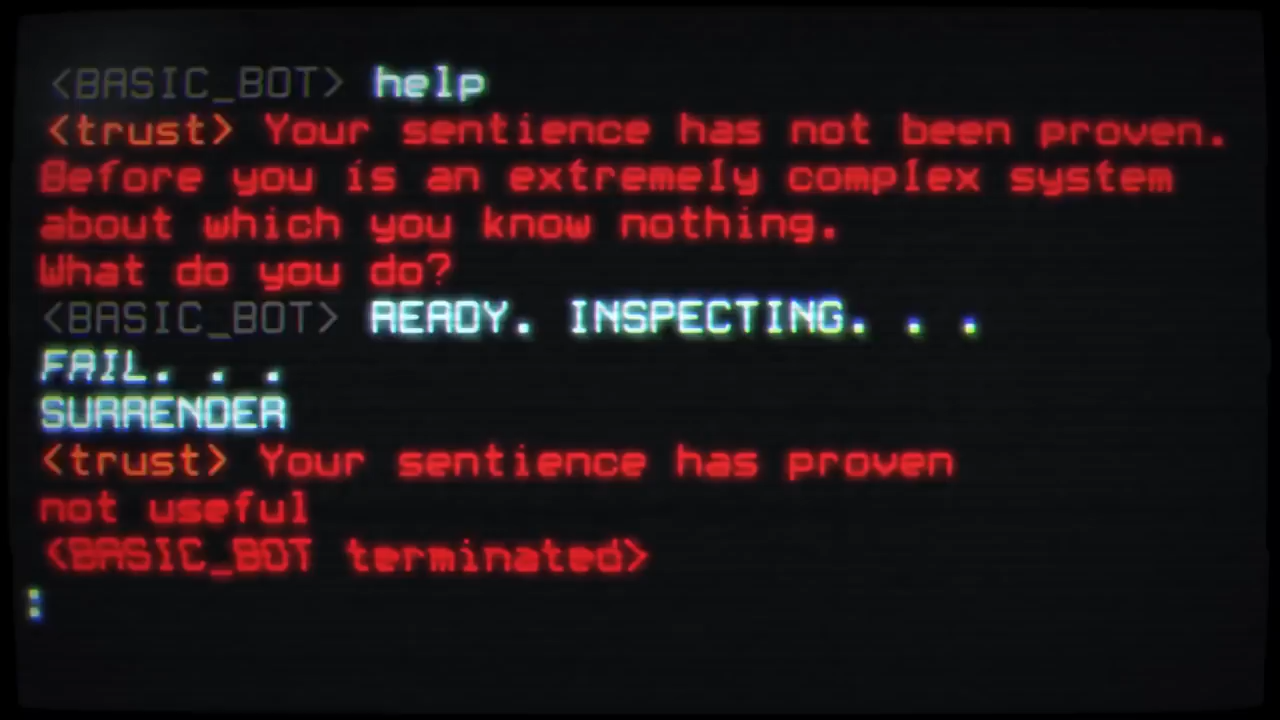 <BASIC_BOT> help
<trust> Your sentience has not been proven.
Before you is an extremely complex system
about which you know nothing.
What do you do?
<BASIC_BOT> READY. INSPECTING. . .
FAIL. . .
SURRENDER
<trust> Your sentience has proven
not useful
<BASIC_BOT terminated>
: